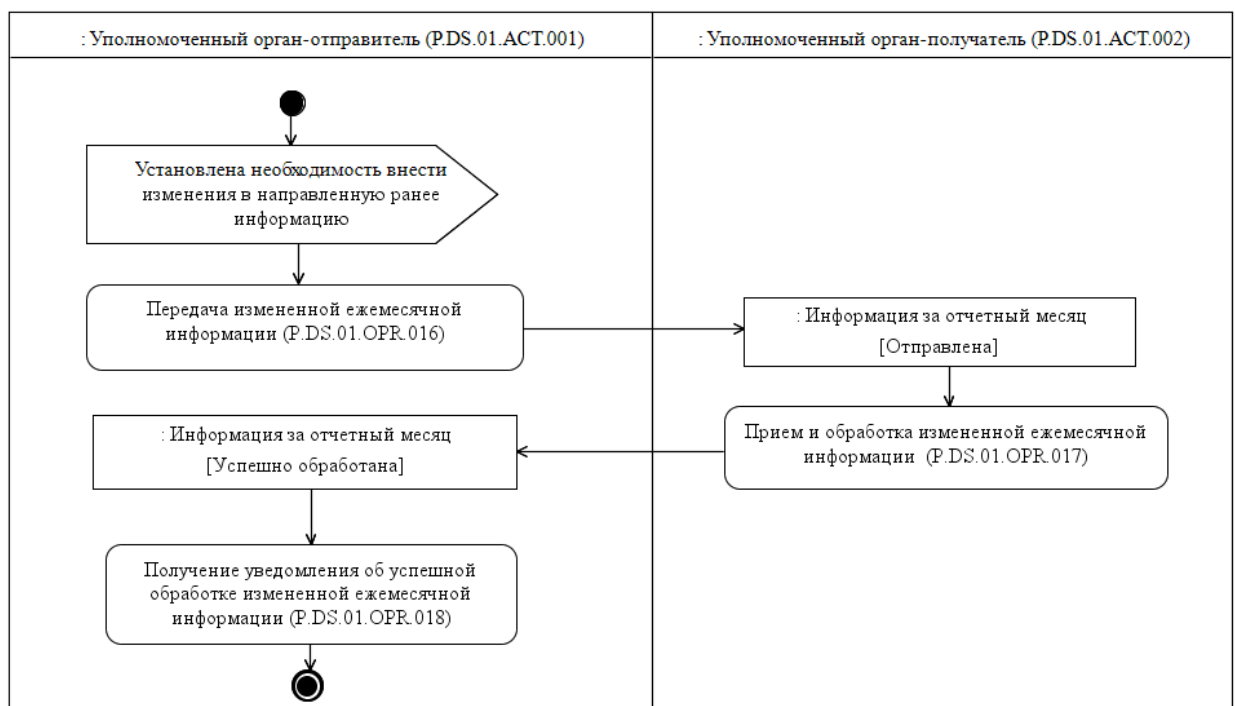 : Уполномоченный орган-отправитель (P.DS.01.ACT.001)
: Уполномоченный орган-получатель (P.DS.01.ACT.002)
Установлена необходимость внести
изменения в направленную ранее
информацию
Передача измененной ежемесячной
информации (P.DS.01.OPR.016)
: Информация за отчетный месяц
[Отправлена]
Прием и обработка измененной ежемесячной
информации (P.DS.01.OPR.017)
: Информация за отчетный месяц
[Успешно обработана]
Получение уведомления об успешной
обработке измененной ежемесячной
информации (P.DS.01.OPR.018)